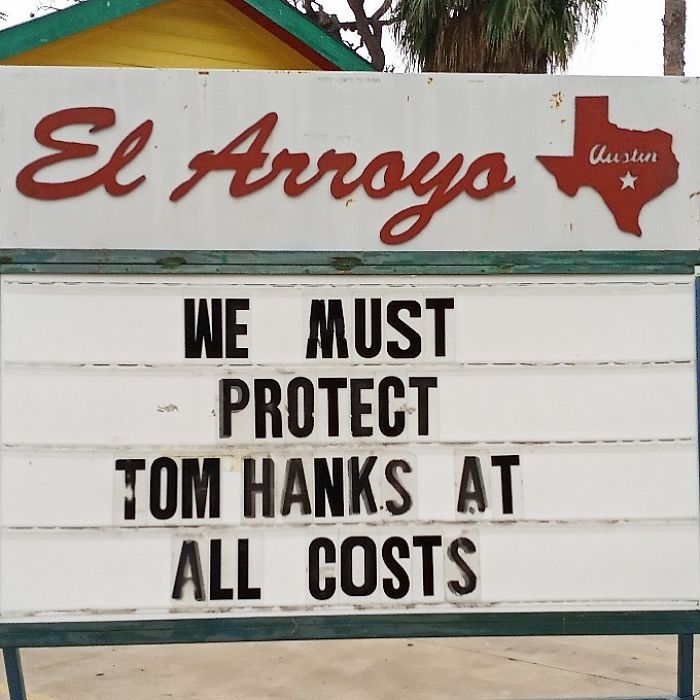 El Arroyo
Austin
WE MUST
PROTECT
TOM HANKS AT
ALL COSTS